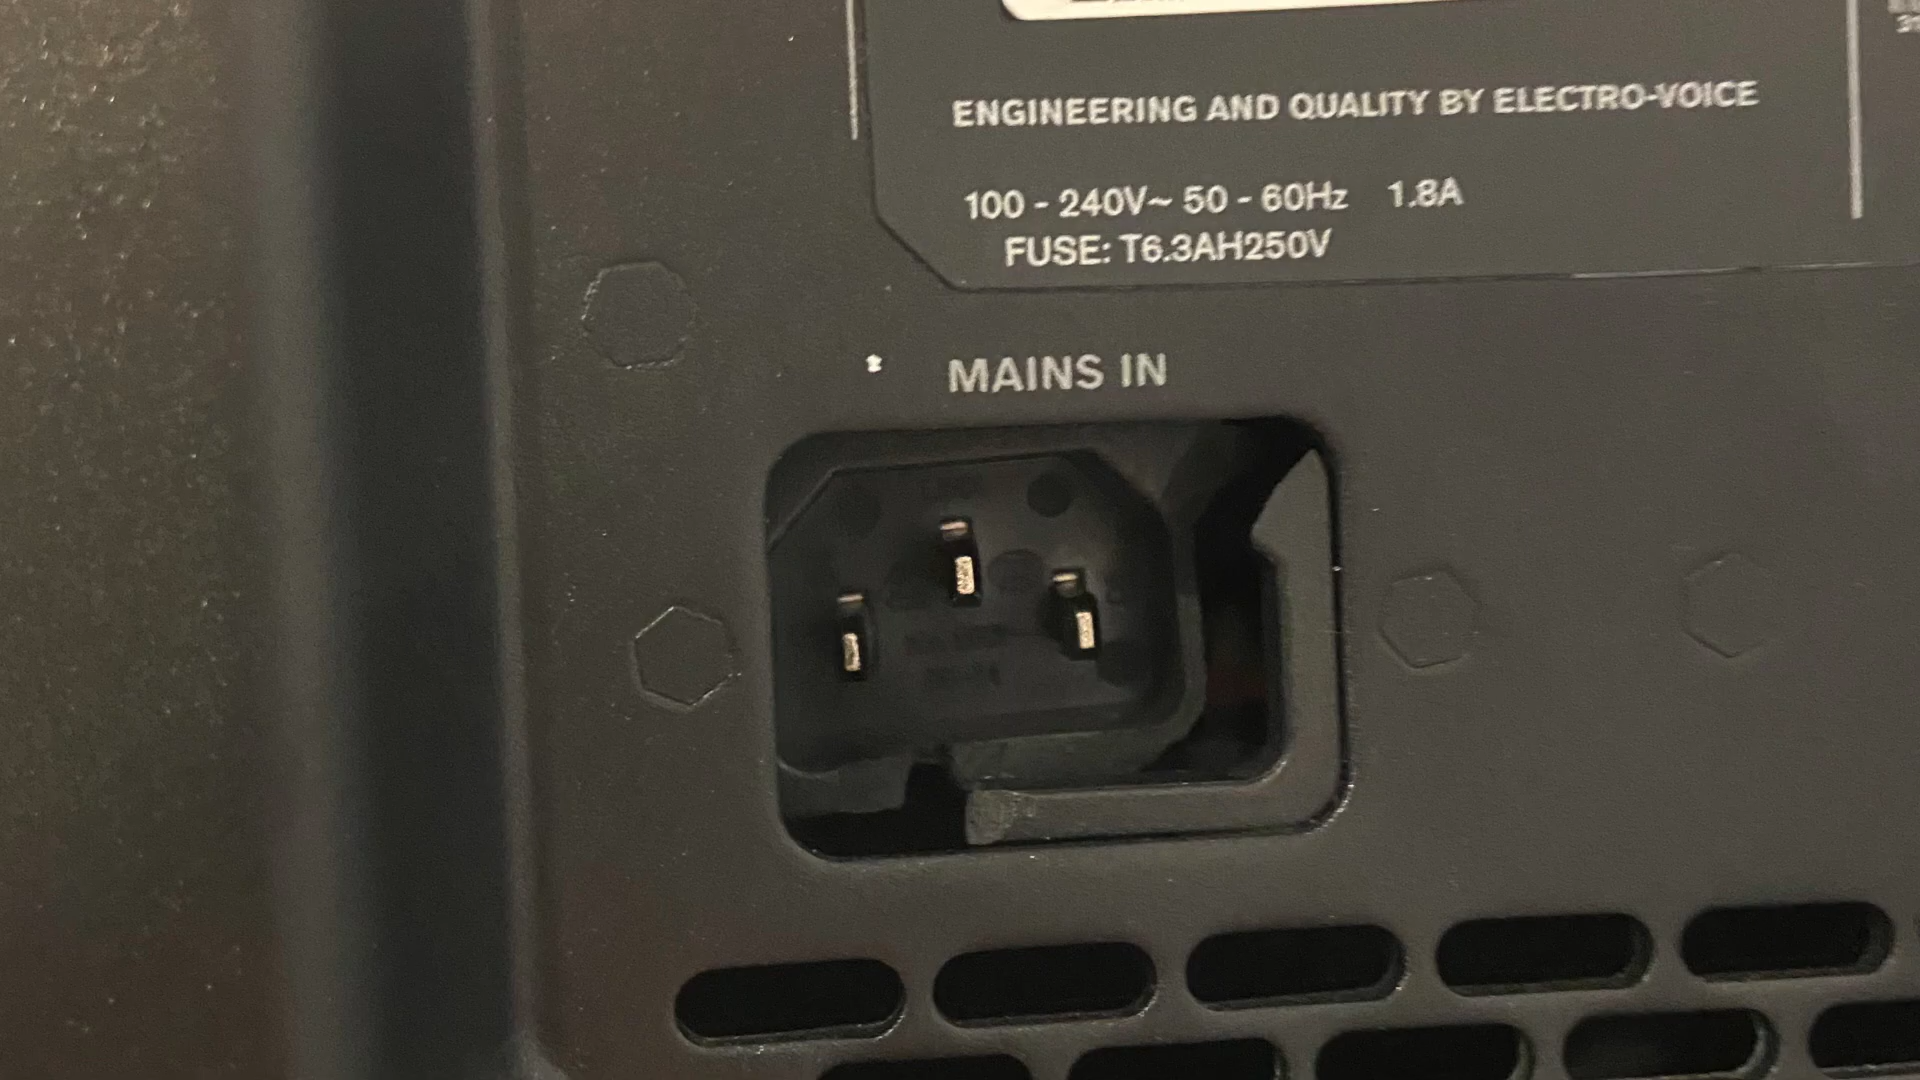 ENGINEERING AND QUALITY BY ELECTRO-VOICE
100 - 240V~ 50 - 60Hz 1.8A
FUSE: T6.3AH250V
MAINS IN